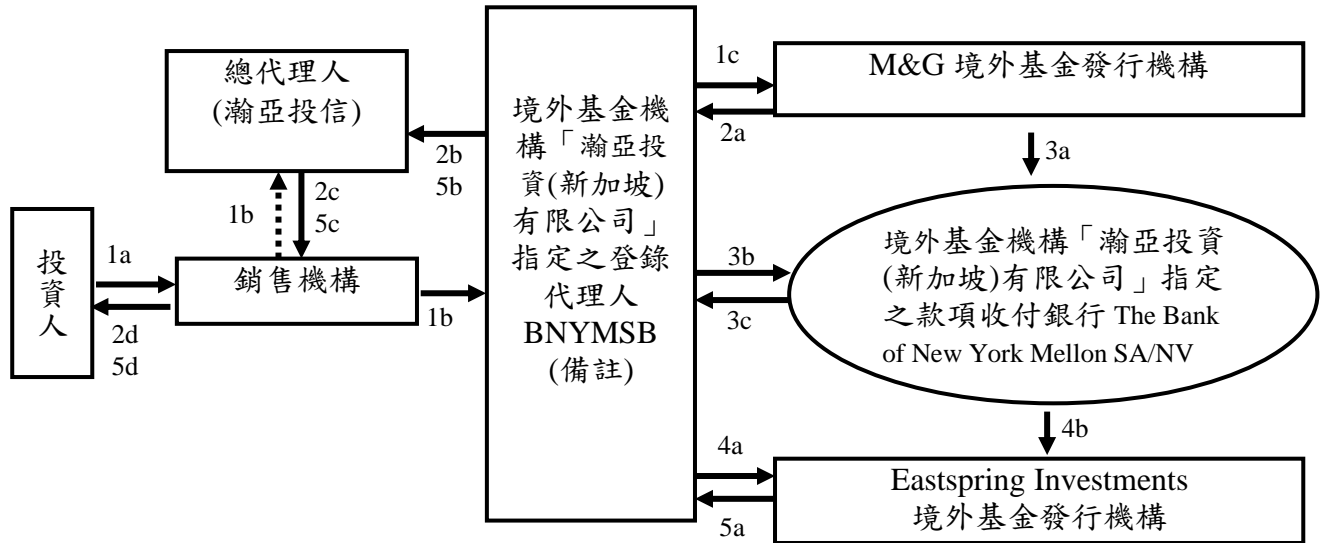 總代理人
(瀚亞投信)
境外基金機
構「瀚亞投
資(新加坡)
有限公司」
指定之登錄
代理人
BNYMSB
(備註)
1c
2a
M&G 境外基金發行機構
3a
2b
5b
2c
5c
1b
投
資
人
1a
2d
5d
銷售機構
1b
3b
3c
境外基金機構「瀚亞投資
(新加坡)有限公司」指定
之款項收付銀行 The Bank
of New York Mellon SA/NV
4b
4a
5a
Eastspring Investments
境外基金發行機構